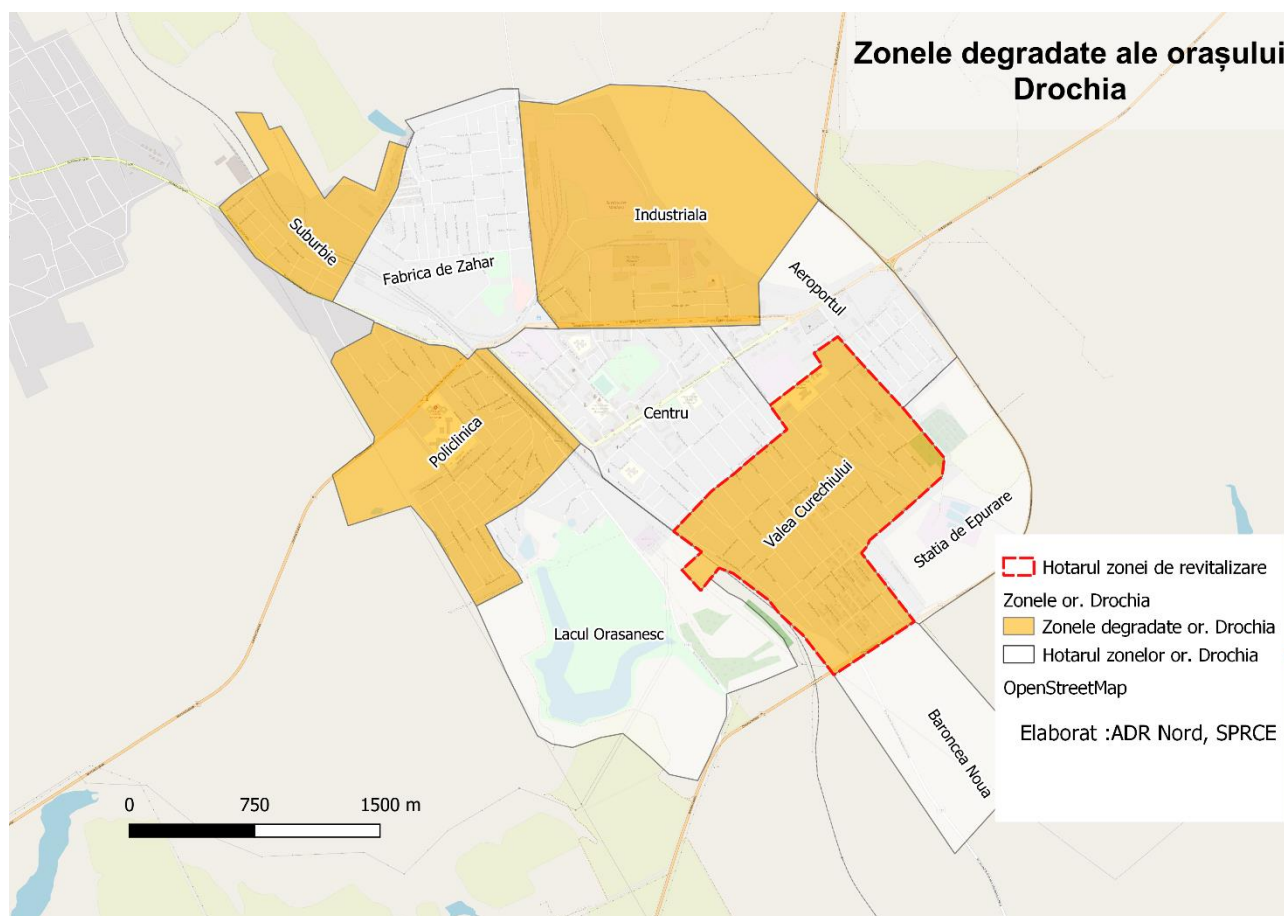 Zonele degradate ale orașului
Drochia
Suburbie
Fabrica de Zahar
Industriala
Aeroportul
Policlinica
Centru
Valea Curechiului
Statia de Epurare
Lacul Orasanesc
Baroncea Noua
Hotarul zonei de revitalizare
Zonele or. Drochia
Zonele degradate or. Drochia
Hotarul zonelor or. Drochia
OpenStreetMap
Elaborat :ADR Nord, SPRCE
0 750 1500 m